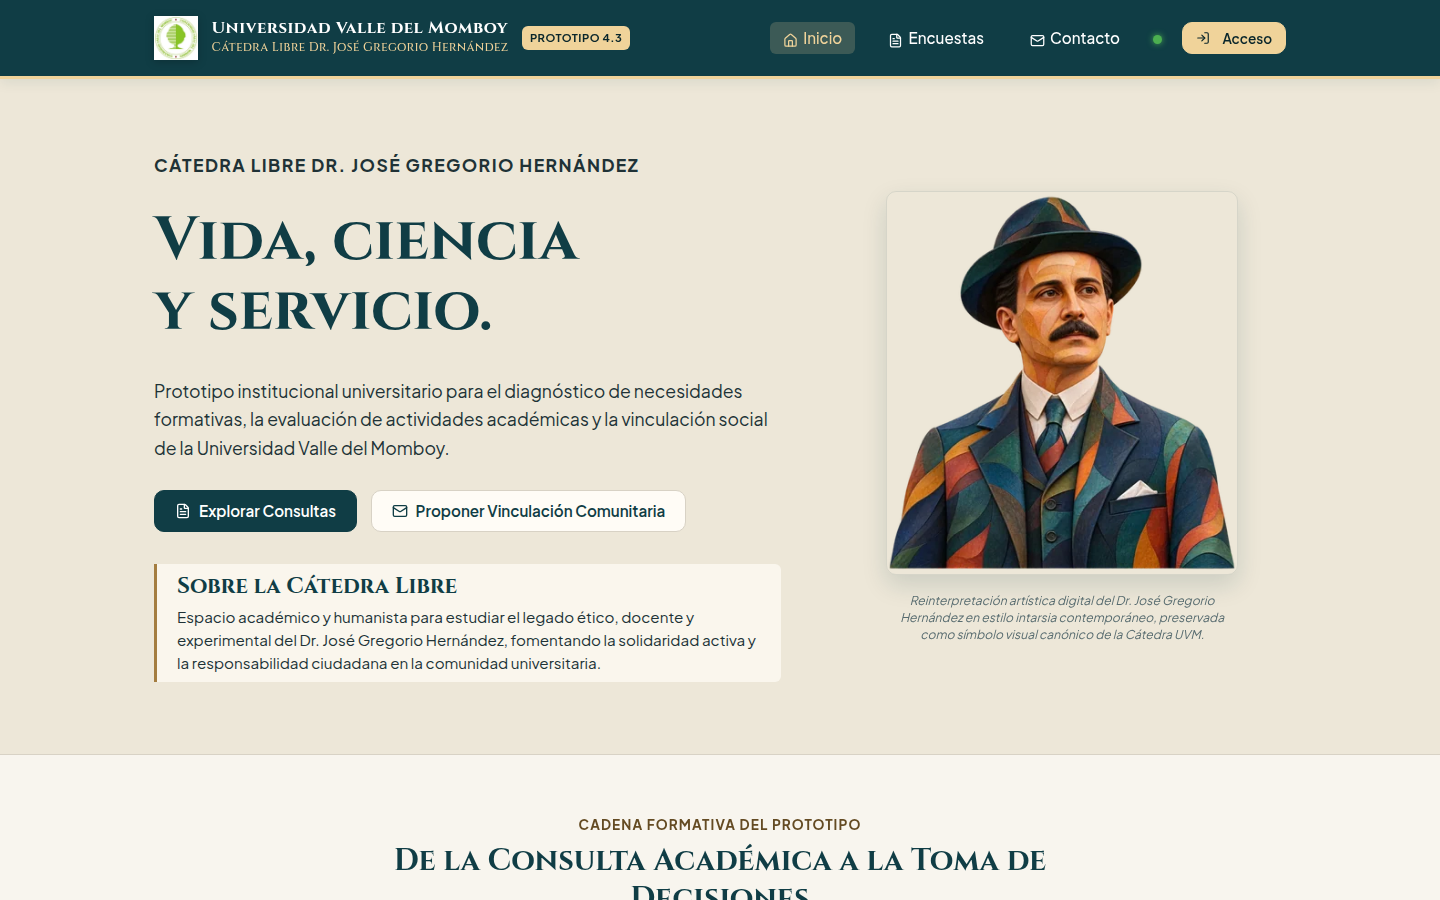 Universidad Valle del Momboy
Cátedra Libre Dr. José Gregorio Hernández
PROTOTIPO 4.3
Inicio
Encuestas
Contacto
Acceso
CÁTEDRA LIBRE DR. JOSÉ GREGORIO HERNÁNDEZ
Vida, ciencia
y servicio.
Prototipo institucional universitario para el diagnóstico de necesidades
formativas, la evaluación de actividades académicas y la vinculación social
de la Universidad Valle del Momboy.
Explorar Consultas
Proponer Vinculación Comunitaria
Sobre la Cátedra Libre
Espacio académico y humanista para estudiar el legado ético, docente y
experimental del Dr. José Gregorio Hernández, fomentando la solidaridad activa y
la responsabilidad ciudadana en la comunidad universitaria.
Reinterpretación artística digital del Dr. José Gregorio
Hernández en estilo intarsia contemporáneo, preservada
como símbolo visual canónico de la Cátedra UVM.
CADENA FORMATIVA DEL PROTOTIPO
De la Consulta Académica a la Toma de
Decisiones